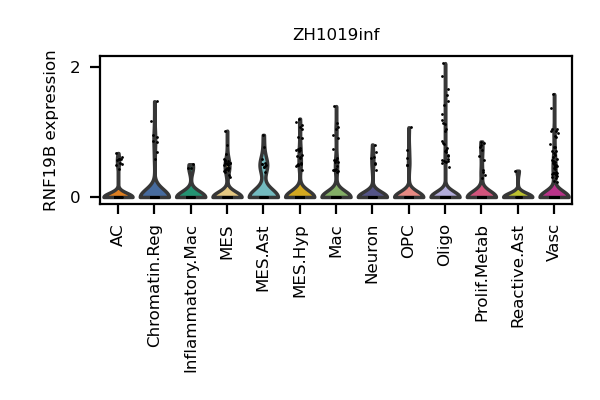 ZH1019inf
RNF19B expression
2
0
AC
Chromatin.Reg
Inflammatory.Mac
MES
MES.Ast
MES.Hyp
Mac
Neuron
OPC
Oligo
Prolif.Metab
Reactive.Ast
Vasc